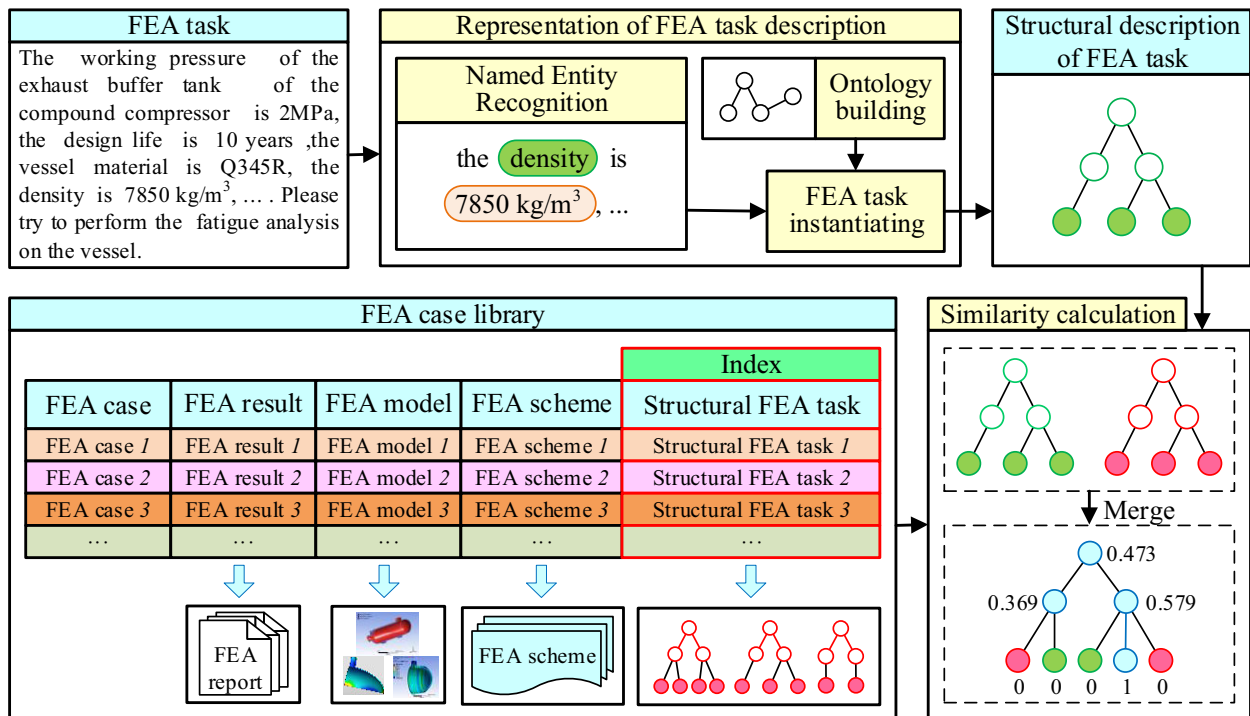 FEA task
The working pressure of the
exhaust buffer tank of the
compound compressor is 2MPa,
the design life is 10 years ,the
vessel material is Q345R, the
density is 7850 kg/m³, ... . Please
try to perform the fatigue analysis
on the vessel.
Representation of FEA task description
Named Entity
Recognition
the density is
7850 kg/m³, ...
Ontology
building
FEA task
instantiating
Structural description
of FEA task
FEA case library
Index
FEA case FEA result FEA model FEA scheme Structural FEA task
FEA case 1 FEA result 1 FEA model 1 FEA scheme 1 Structural FEA task 1
FEA case 2 FEA result 2 FEA model 2 FEA scheme 2 Structural FEA task 2
FEA case 3 FEA result 3 FEA model 3 FEA scheme 3 Structural FEA task 3
... ... ... ... ...
FEA
report
FEA scheme
Similarity calculation
Merge
0.473
0.369 0.579
0 0 0 1 0